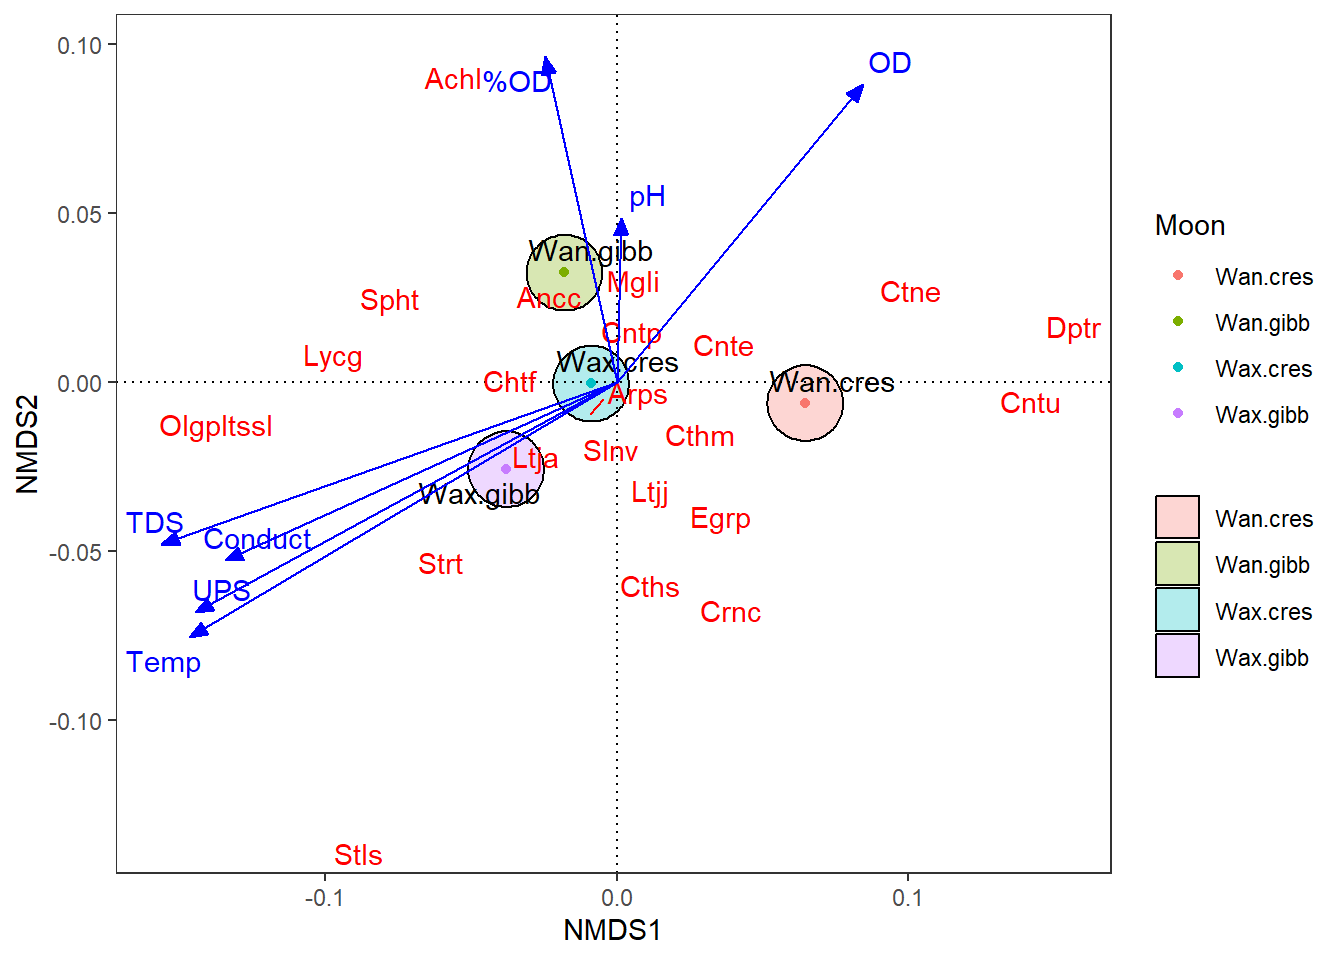 0.10
0.05
0.00
-0.05
-0.10
NMDS2
-0.1
0.0
0.1
NMDS1
Achl
%OD
OD
pH
Wan.gibb
Mgli
Ancc
Spht
Ctne
Cntp
Dptr
Cnte
Lycg
Wax.cres
Chtf
Wan.cres
Arps
Cntu
Olgpltssl
Cthm
Slnv
Ltja
Wax.gibb
Ltjj
Egrp
TDS
Conduct
Strt
UPS
Cths
Crnc
Temp
Stls
Moon
Wan.cres
Wan.gibb
Wax.cres
Wax.gibb
Wan.cres
Wan.gibb
Wax.cres
Wax.gibb